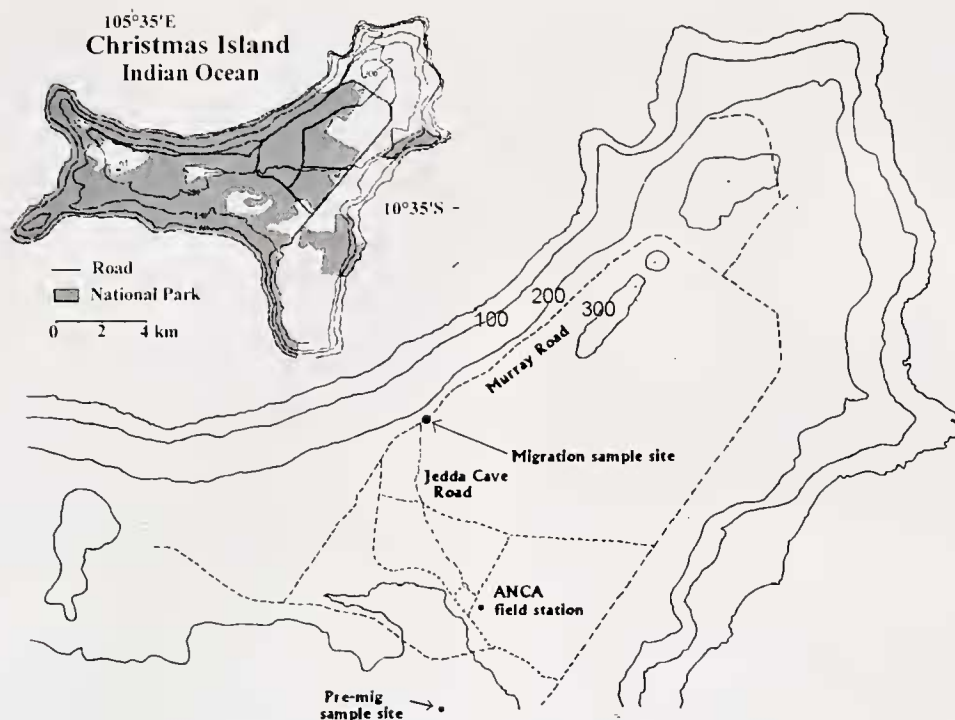 105°35'E
Christmas Island
Indian Ocean
10°35'S
Road
National Park
0 2 4 km
100
200
300
Murray Road
Migration sample site
Jedda Cave
Road
ANCA
field station
Pre-mig
sample site